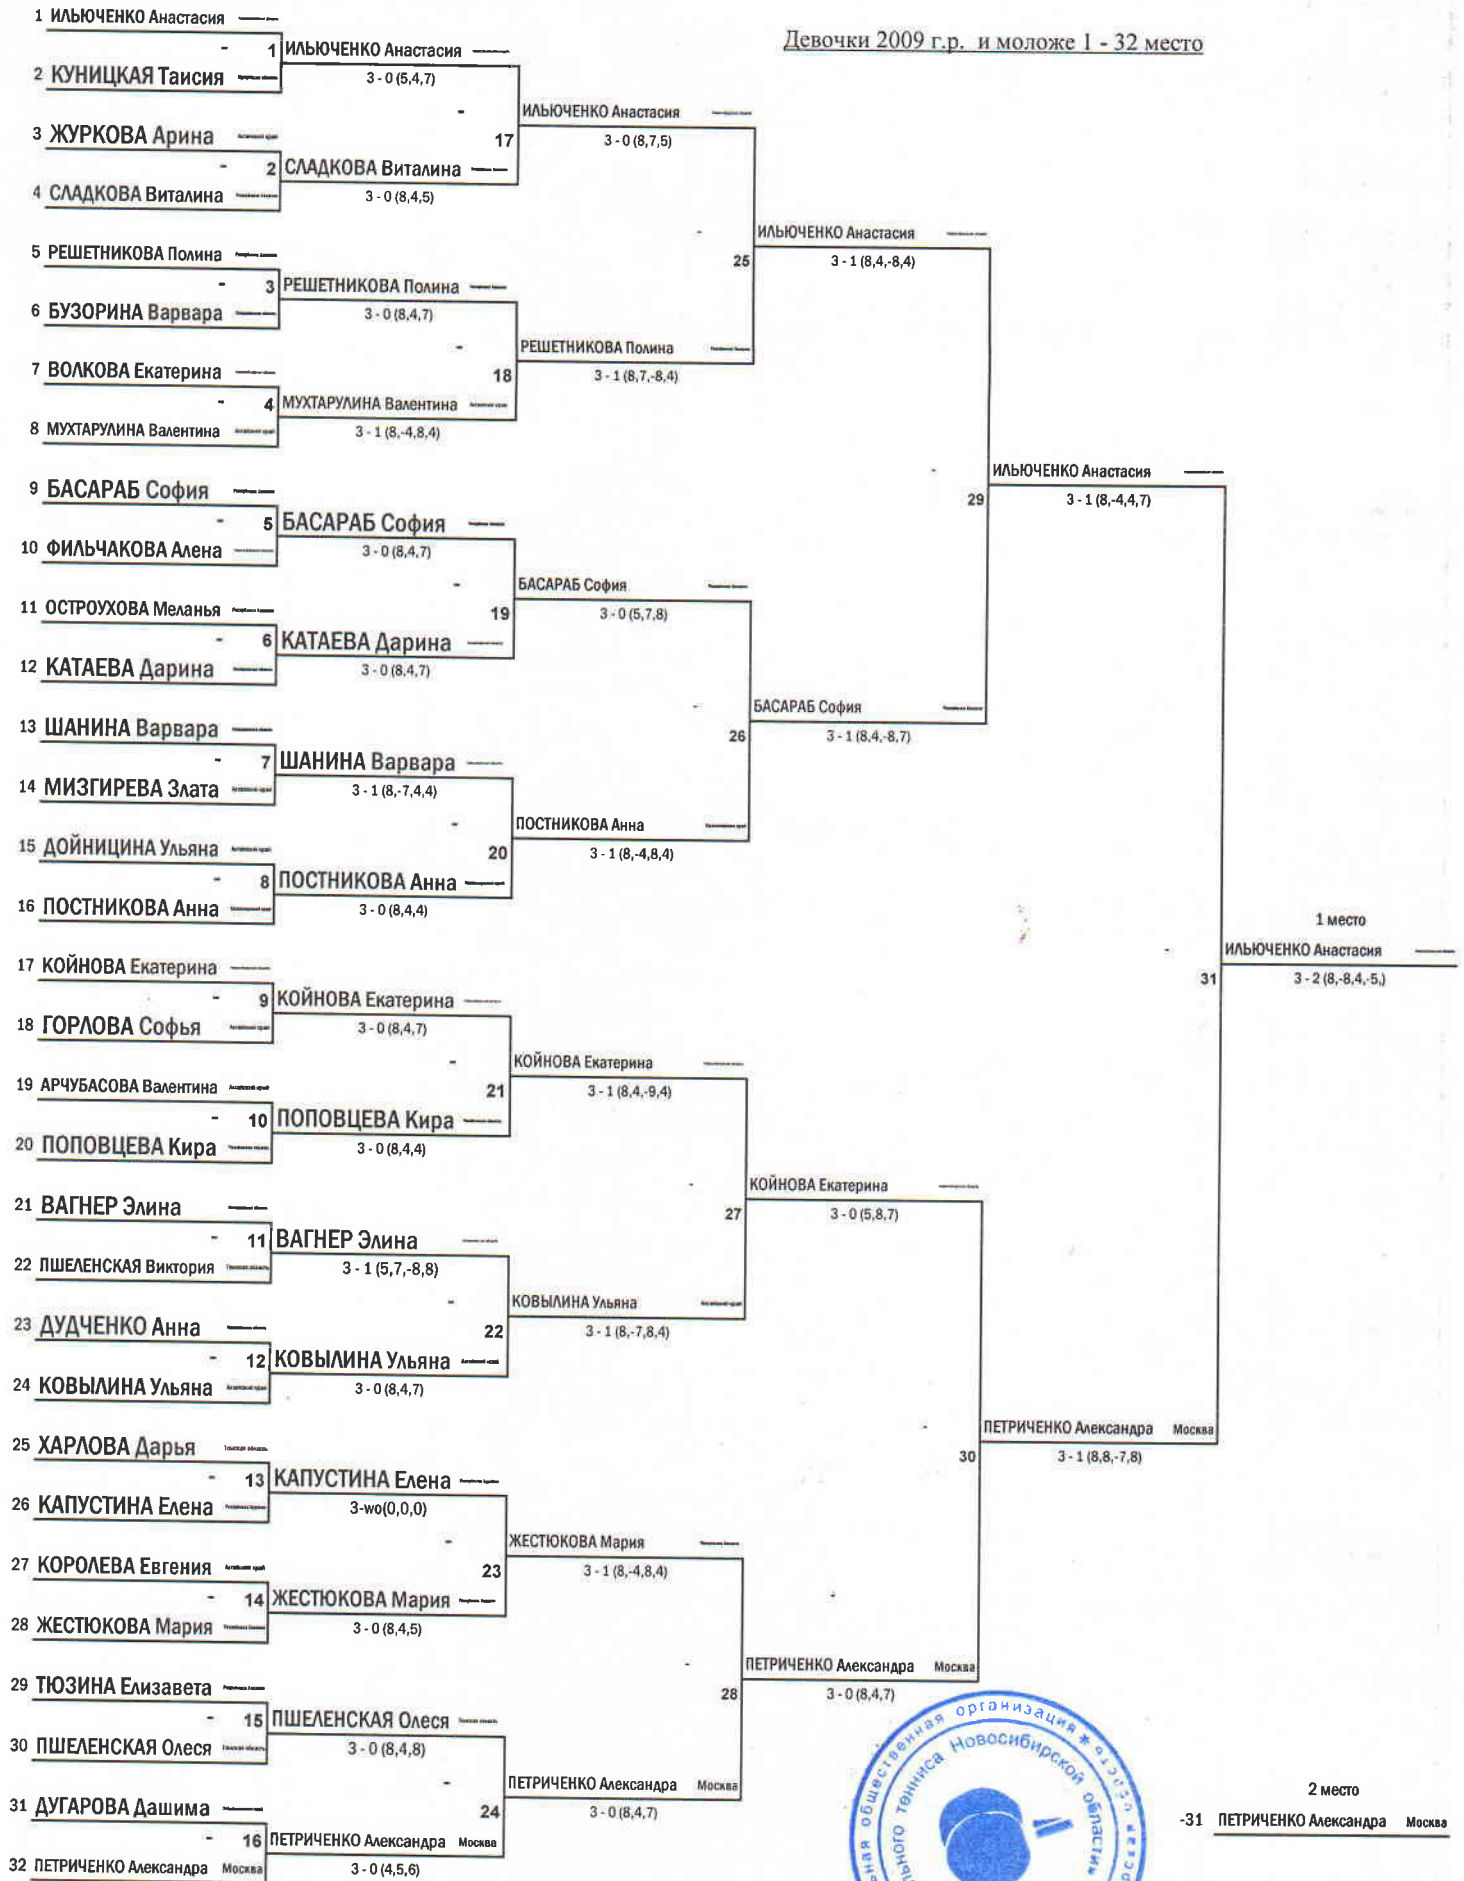 Девочки 2009 г.р. и моложе 1 - 32 место
1 ИЛЬЮЧЕНКО Анастасия
- 1
2 КУНИЦКАЯ Таисия
3 ЖУРКОВА Арина
- 2
4 СЛАДКОВА Виталина
5 РЕШЕТНИКОВА Полина
- 3
6 БУЗОРИНА Варвара
7 ВОЛКОВА Екатерина
- 4
8 МУХТАРУЛИНА Валентина
9 БАСАРАБ София
- 5
10 ФИЛЬЧАКОВА Алена
11 ОСТРОУХОВА Меланья
- 6
12 КАТАЕВА Дарина
13 ШАНИНА Варвара
- 7
14 МИЗГИРЕВА Злата
15 ДОЙНИЦИНА Ульяна
- 8
16 ПОСТНИКОВА Анна
17 КОЙНОВА Екатерина
- 9
18 ГОРЛОВА Софья
19 АРЧУБАСОВА Валентина
- 10
20 ПОПОВЦЕВА Кира
21 ВАГНЕР Элина
- 11
22 ПШЕЛЕНСКАЯ Виктория
23 ДУДЧЕНКО Анна
- 12
24 КОВЫЛИНА Ульяна
25 ХАРЛОВА Дарья
- 13
26 КАПУСТИНА Елена
27 КОРОЛЕВА Евгения
- 14
28 ЖЕСТЮКОВА Мария
29 ТЮЗИНА Елизавета
- 15
30 ПШЕЛЕНСКАЯ Олеся
31 ДУГАРОВА Дашима
- 16
32 ПЕТРИЧЕНКО Александра Москва
ИЛЬЮЧЕНКО Анастасия
3 - 0 (5,4,7)
- 17
СЛАДКОВА Виталина
3 - 0 (8,4,5)
РЕШЕТНИКОВА Полина
3 - 0 (8,4,7)
- 18
МУХТАРУЛИНА Валентина
3 - 1 (8,-4,8,4)
БАСАРАБ София
3 - 0 (8,4,7)
- 19
КАТАЕВА Дарина
3 - 0 (8,4,7)
ШАНИНА Варвара
3 - 1 (8,-7,4,4)
- 20
ПОСТНИКОВА Анна
3 - 0 (8,4,4)
КОЙНОВА Екатерина
3 - 0 (8,4,7)
- 21
ПОПОВЦЕВА Кира
3 - 0 (8,4,4)
ВАГНЕР Элина
3 - 1 (5,7,-8,8)
- 22
КОВЫЛИНА Ульяна
3 - 0 (8,4,7)
КАПУСТИНА Елена
3-wo(0,0,0)
- 23
ЖЕСТЮКОВА Мария
3 - 0 (8,4,5)
ПШЕЛЕНСКАЯ Олеся
3 - 0 (8,4,8)
- 24
ПЕТРИЧЕНКО Александра Москва
3 - 0 (4,5,6)
ИЛЬЮЧЕНКО Анастасия
3 - 0 (8,7,5)
- 25
РЕШЕТНИКОВА Полина
3 - 1 (8,7,-8,4)
БАСАРАБ София
3 - 0 (5,7,8)
- 26
ПОСТНИКОВА Анна
3 - 1 (8,-4,8,4)
КОЙНОВА Екатерина
3 - 1 (8,4,-9,4)
- 27
КОВЫЛИНА Ульяна
3 - 1 (8,-7,8,4)
ЖЕСТЮКОВА Мария
3 - 1 (8,-4,8,4)
- 28
ПЕТРИЧЕНКО Александра Москва
3 - 0 (8,4,7)
ИЛЬЮЧЕНКО Анастасия
3 - 1 (8,4,-8,4)
- 29
БАСАРАБ София
3 - 1 (8,4,-8,7)
КОЙНОВА Екатерина
3 - 0 (5,8,7)
- 30
ПЕТРИЧЕНКО Александра Москва
3 - 0 (8,4,7)
ИЛЬЮЧЕНКО Анастасия
3 - 1 (8,-4,4,7)
- 31
ПЕТРИЧЕНКО Александра Москва
3 - 1 (8,8,-7,8)
1 место
ИЛЬЮЧЕНКО Анастасия
3 - 2 (8,-8,4,-5,)
2 место
-31 ПЕТРИЧЕНКО Александра Москва
общественная организация
тенниса Новосибирской области